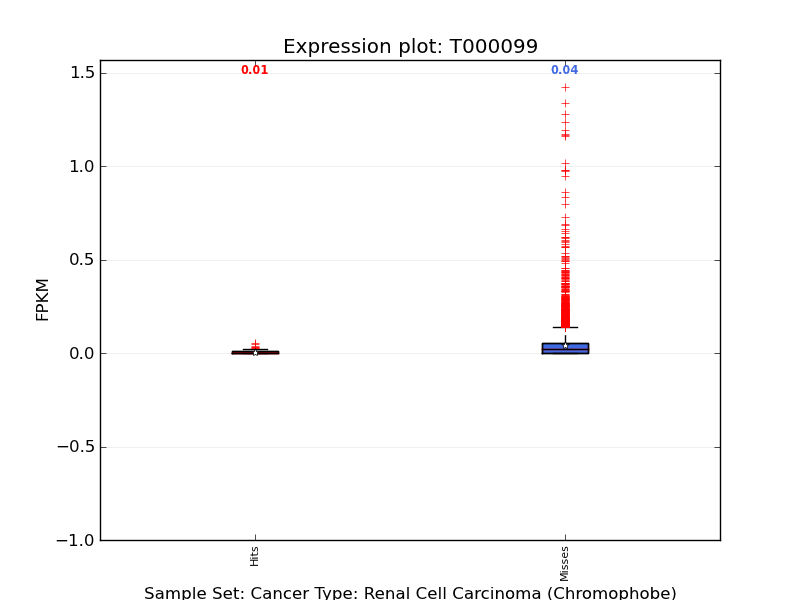 Expression plot: T000099
0.01
0.04
1.5
1.0
0.5
0.0
−0.5
−1.0
FPKM
Hits
Misses
Sample Set: Cancer Type: Renal Cell Carcinoma (Chromophobe)